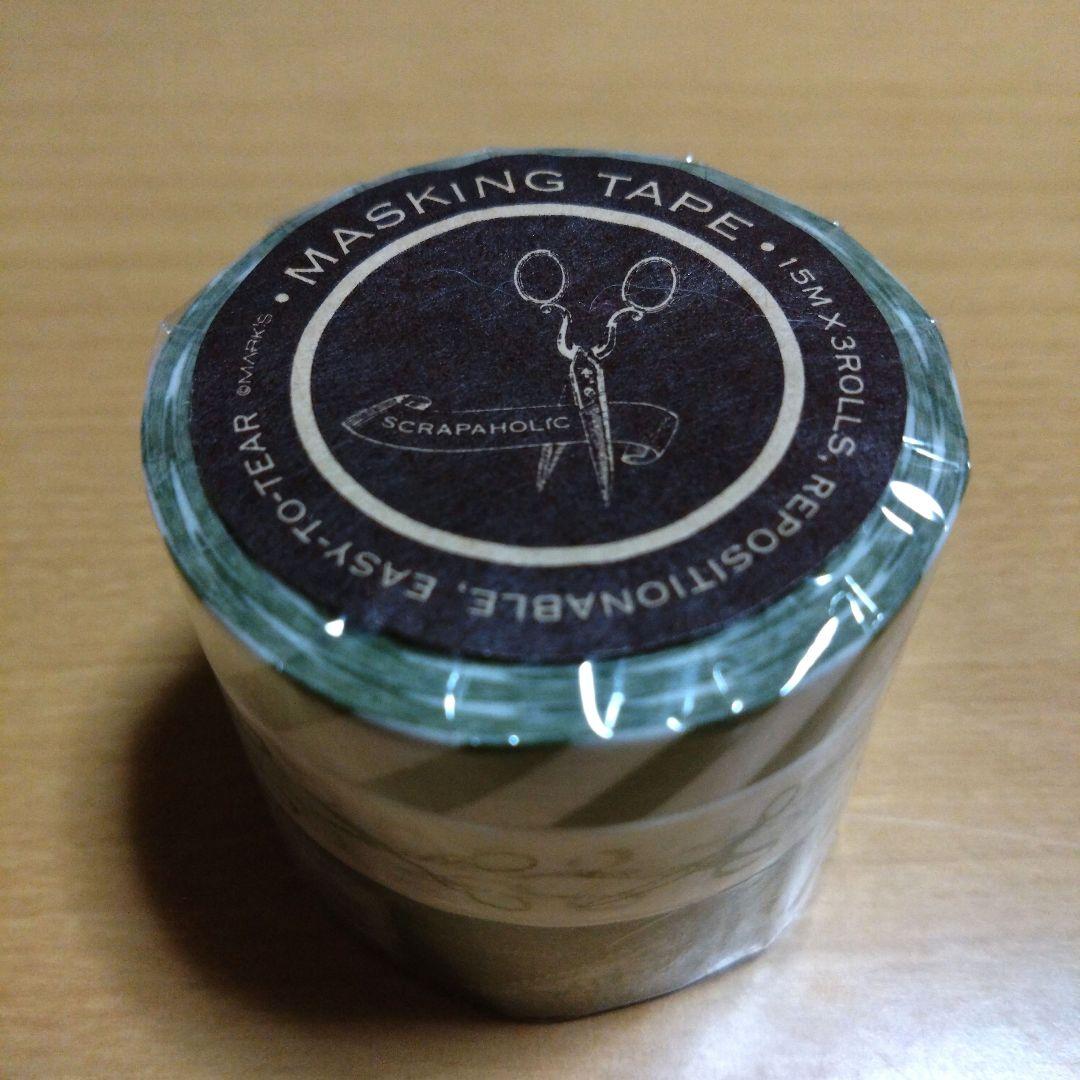 • MASKING TAPE • 15M X 3ROLLS, REPOSITIONABLE, EASY-TO-TEAR ©MARK'S
SCRAPAHOLIC